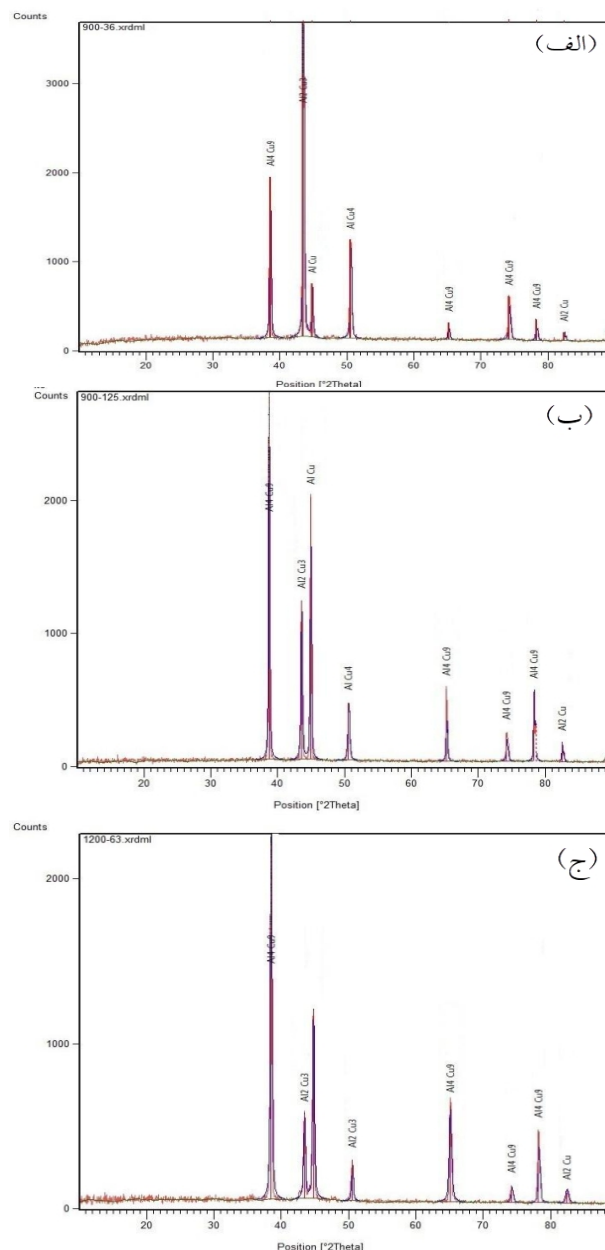 Counts
900-36.xrdml
(الف)
3000
2000
1000
0
Al4 Cu9
Al2 Cu3
Al Cu
Al Cu4
Al4 Cu9
Al4 Cu9
Al4 Cu9
Al2 Cu
20 30 40 50 60 70 80
Position [°2Theta]
Counts
900-125.xrdml
(ب)
2000
1000
0
Al4 Cu9
Al2 Cu3
Al Cu
Al Cu4
Al4 Cu9
Al4 Cu9
Al4 Cu9
Al2 Cu
20 30 40 50 60 70 80
Position [°2Theta]
Counts
1200-63.xrdml
(ج)
2000
1000
0
Al4 Cu9
Al2 Cu3
Al2 Cu3
Al4 Cu9
Al4 Cu9
Al4 Cu9
Al2 Cu
20 30 40 50 60 70 80
Position [°2Theta]